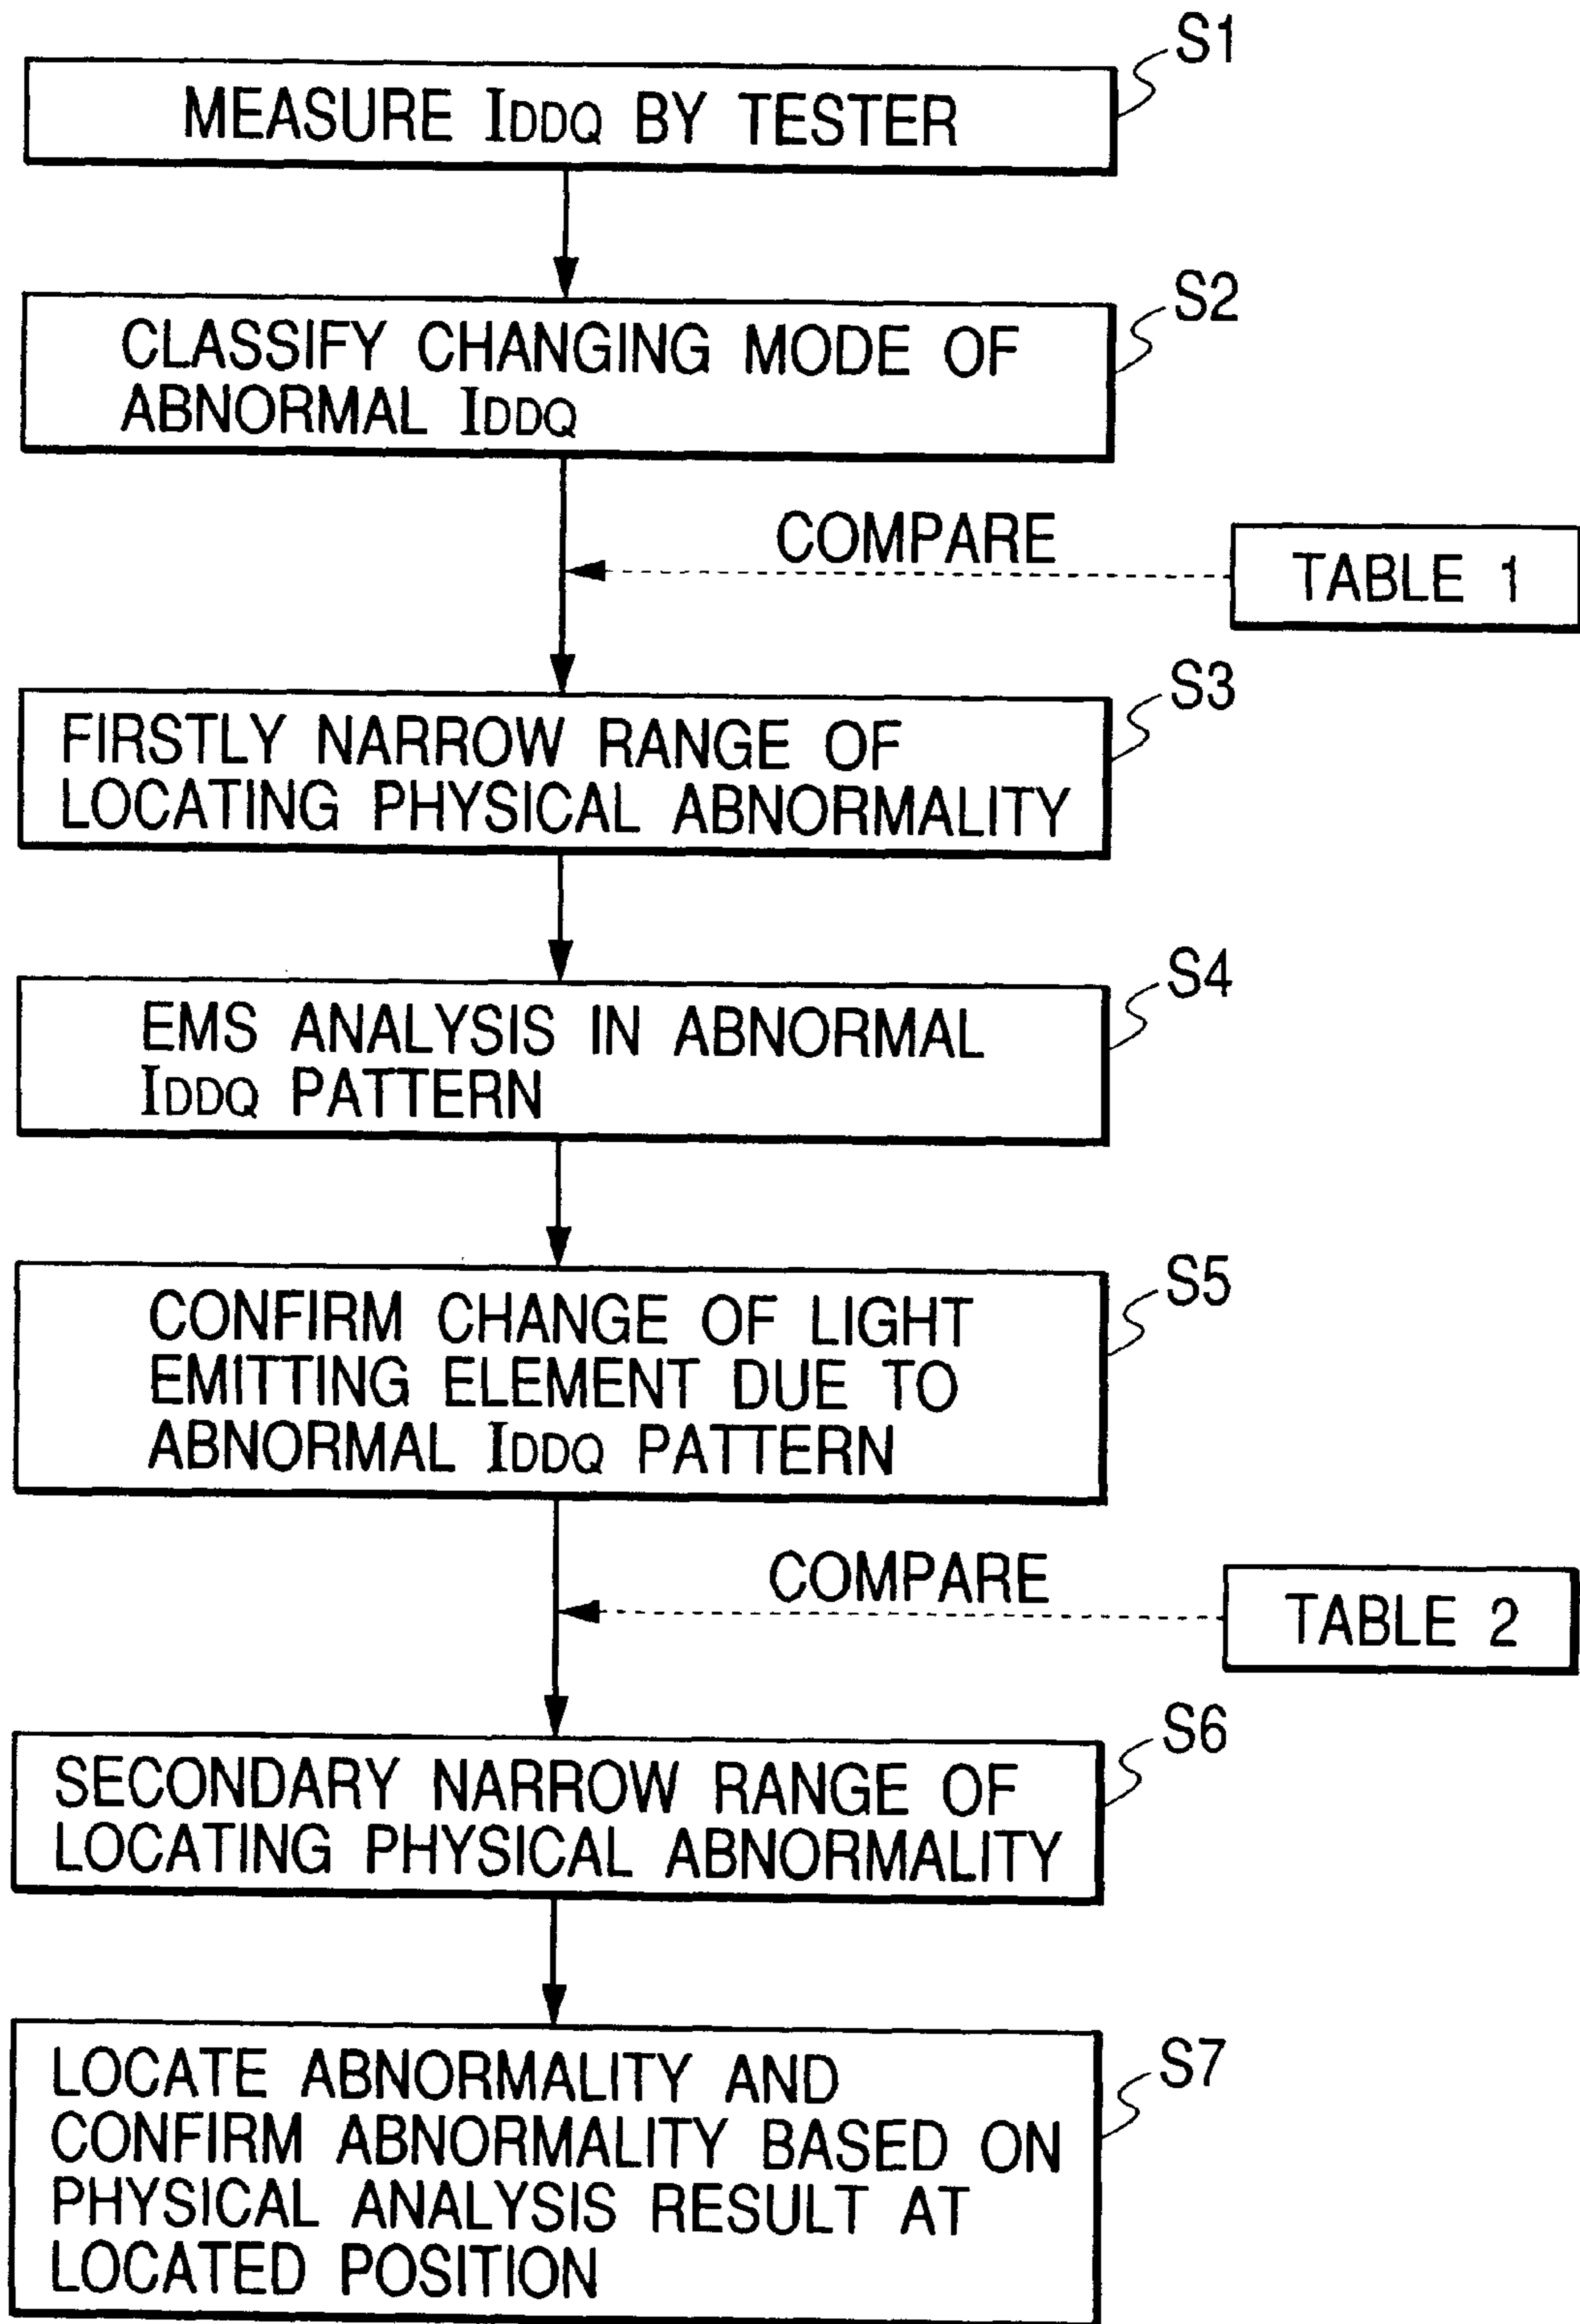 S1
MEASURE IDDQ BY TESTER
S2
CLASSIFY CHANGING MODE OF
ABNORMAL IDDQ
COMPARE
TABLE 1
S3
FIRSTLY NARROW RANGE OF
LOCATING PHYSICAL ABNORMALITY
S4
EMS ANALYSIS IN ABNORMAL
IDDQ PATTERN
S5
CONFIRM CHANGE OF LIGHT
EMITTING ELEMENT DUE TO
ABNORMAL IDDQ PATTERN
COMPARE
TABLE 2
S6
SECONDARY NARROW RANGE OF
LOCATING PHYSICAL ABNORMALITY
S7
LOCATE ABNORMALITY AND
CONFIRM ABNORMALITY BASED ON
PHYSICAL ANALYSIS RESULT AT
LOCATED POSITION